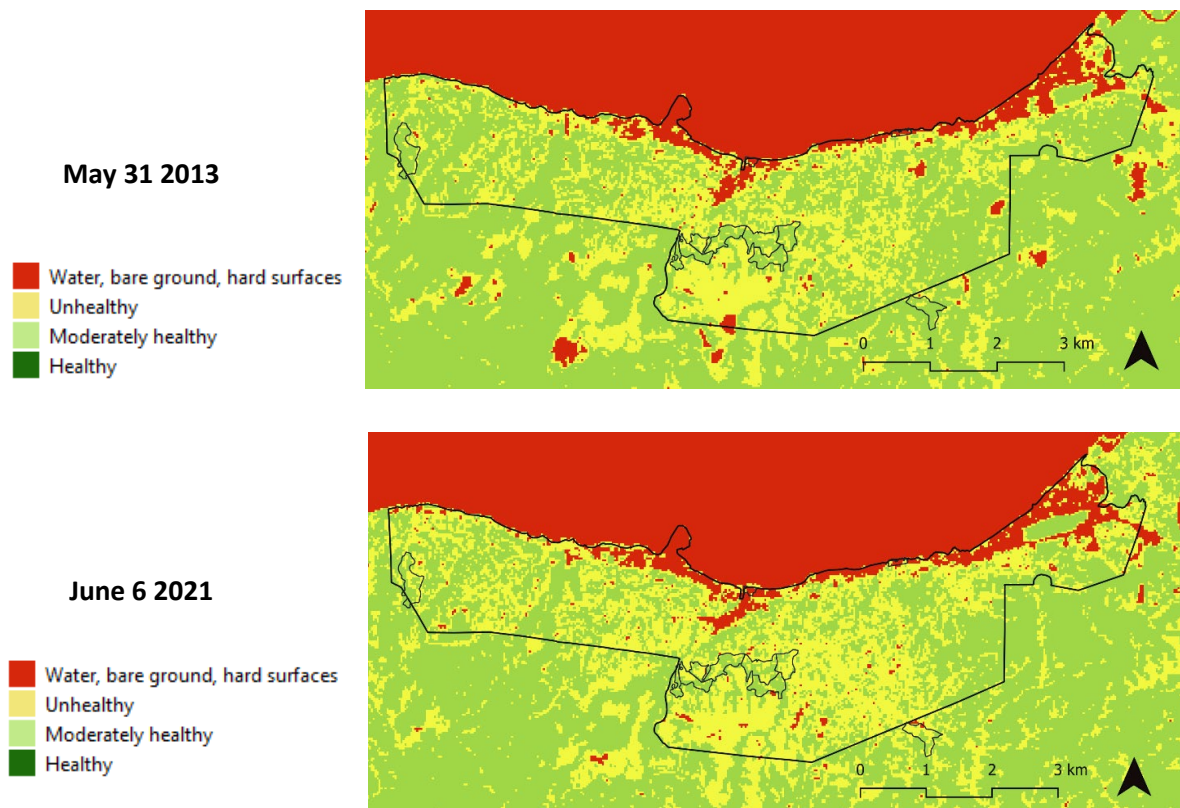 May 31 2013
Water, bare ground, hard surfaces
Unhealthy
Moderately healthy
Healthy
0 1 2 3 km
June 6 2021
Water, bare ground, hard surfaces
Unhealthy
Moderately healthy
Healthy
0 1 2 3 km